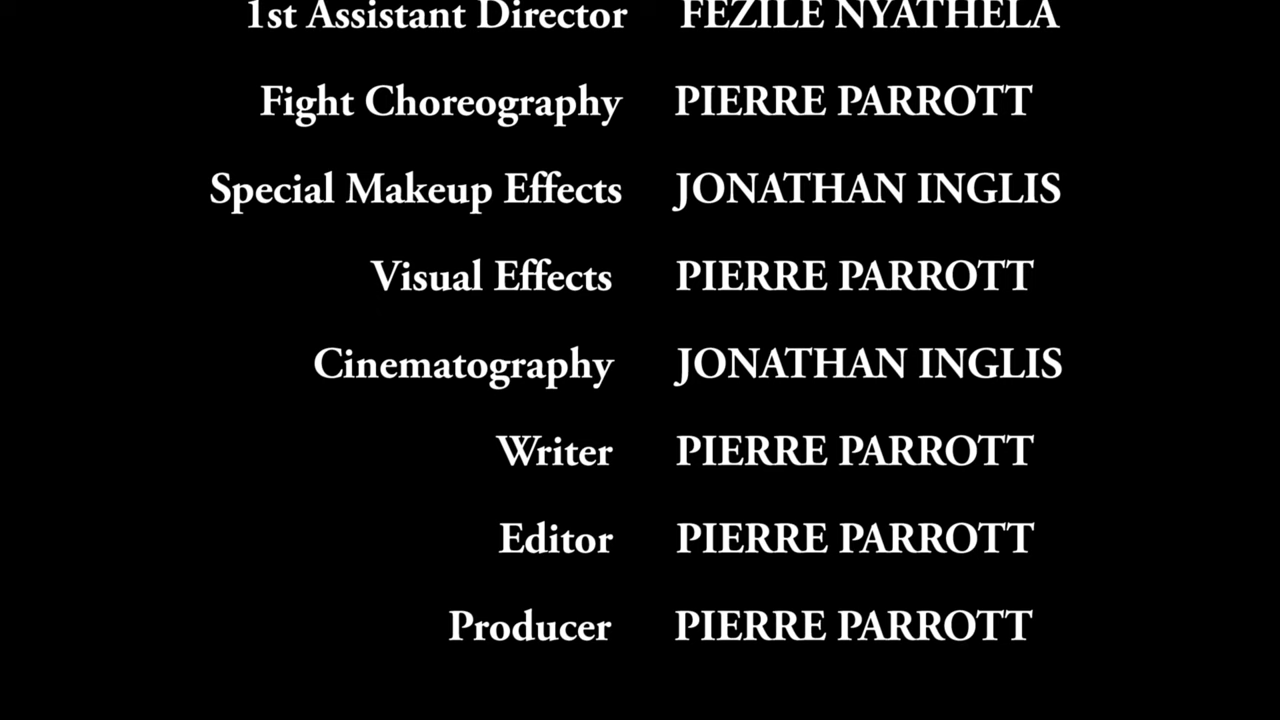 1st Assistant Director FEZILE NYATHELA
Fight Choreography PIERRE PARROTT
Special Makeup Effects JONATHAN INGLIS
Visual Effects PIERRE PARROTT
Cinematography JONATHAN INGLIS
Writer PIERRE PARROTT
Editor PIERRE PARROTT
Producer PIERRE PARROTT